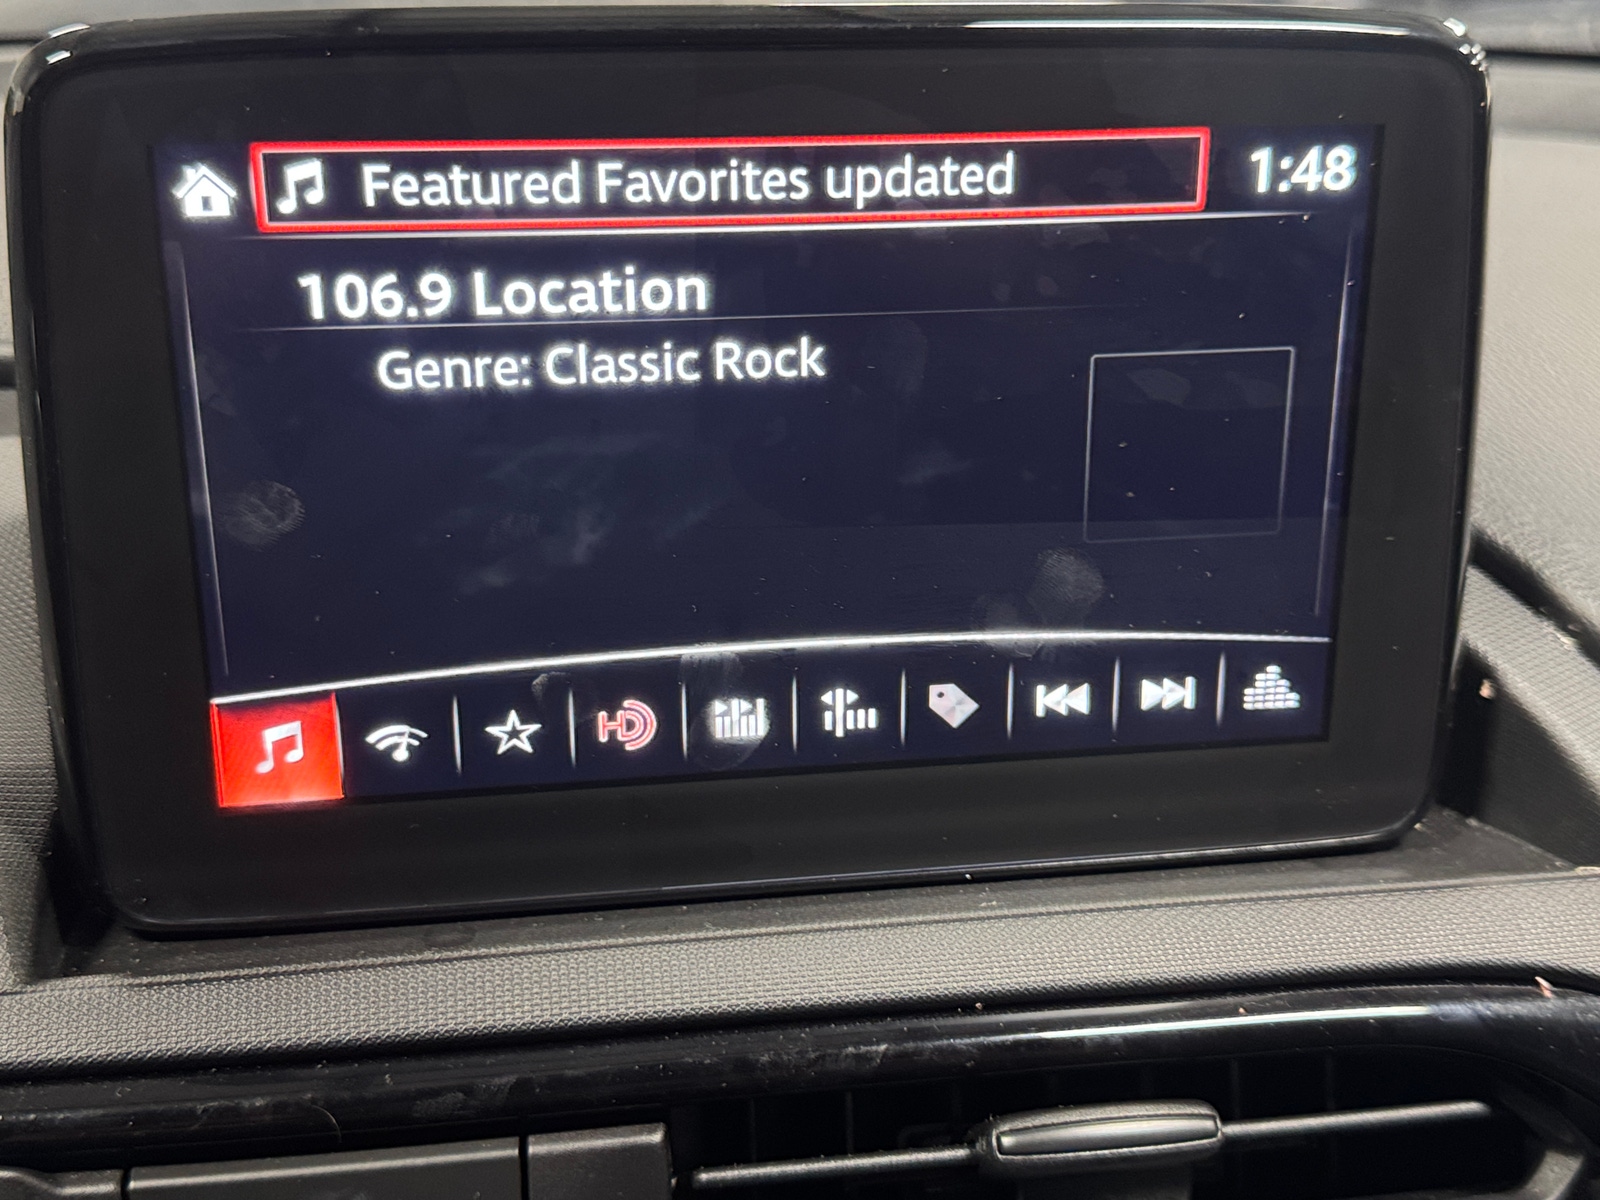 Featured Favorites updated
1:48
106.9 Location
Genre: Classic Rock
HD